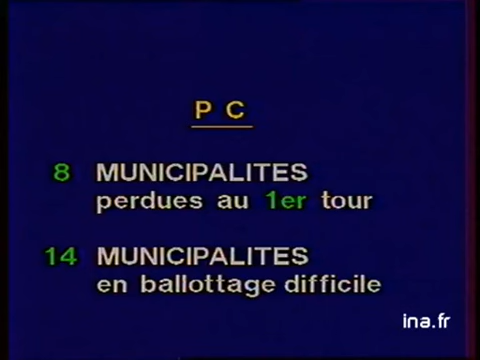 P C
8 MUNICIPALITES
perdues au 1er tour
14 MUNICIPALITES
en ballottage difficile
ina.fr